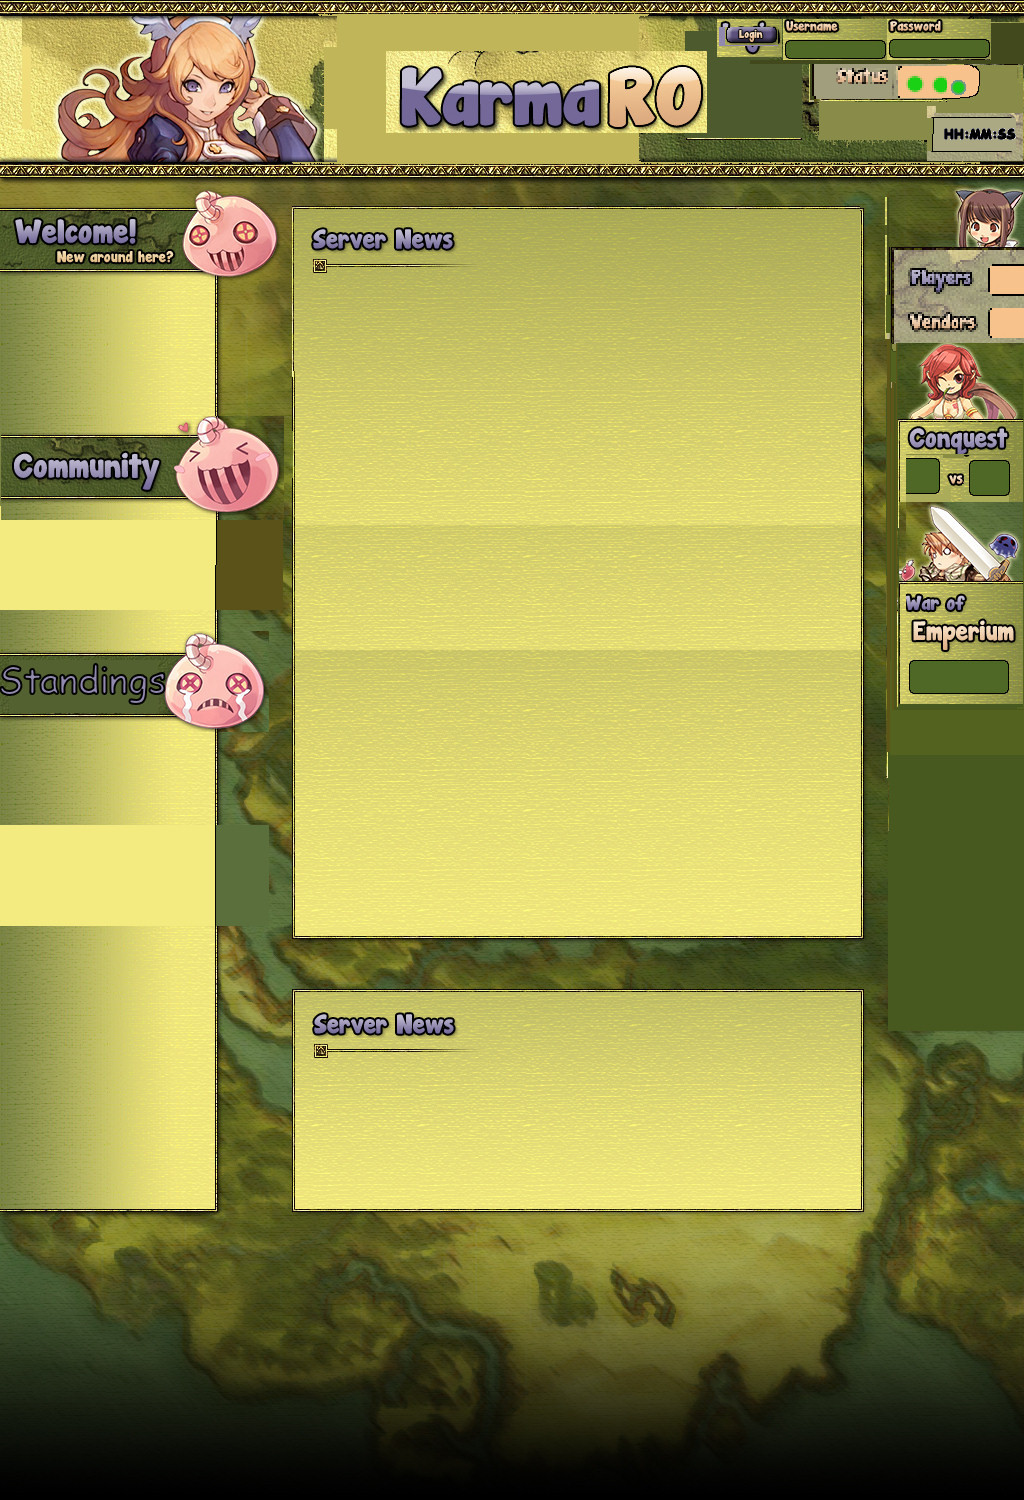 Login
Username
Password
KarmaRO
Status
HH:MM:SS
Welcome!
New around here?
Server News
Players
Vendors
Conquest
vs
Community
War of
Emperium
Standings
Server News